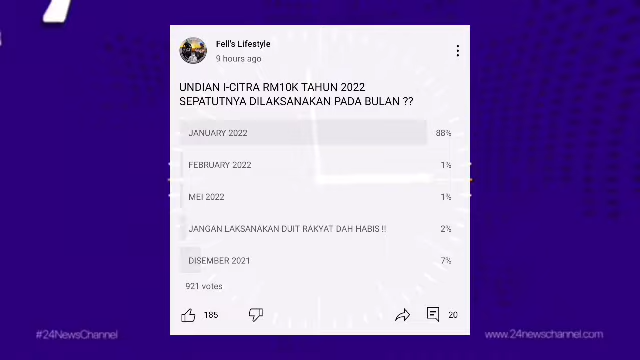 Fell's Lifestyle
9 hours ago
UNDIAN I-CITRA RM10K TAHUN 2022
SEPATUTNYA DILAKSANAKAN PADA BULAN ??
JANUARY 2022 88%
FEBRUARY 2022 1%
MEI 2022 1%
JANGAN LAKSANAKAN DUIT RAKYAT DAH HABIS !! 2%
DISEMBER 2021 7%
921 votes
185 20
#24NewsChannel www.24newschannel.com